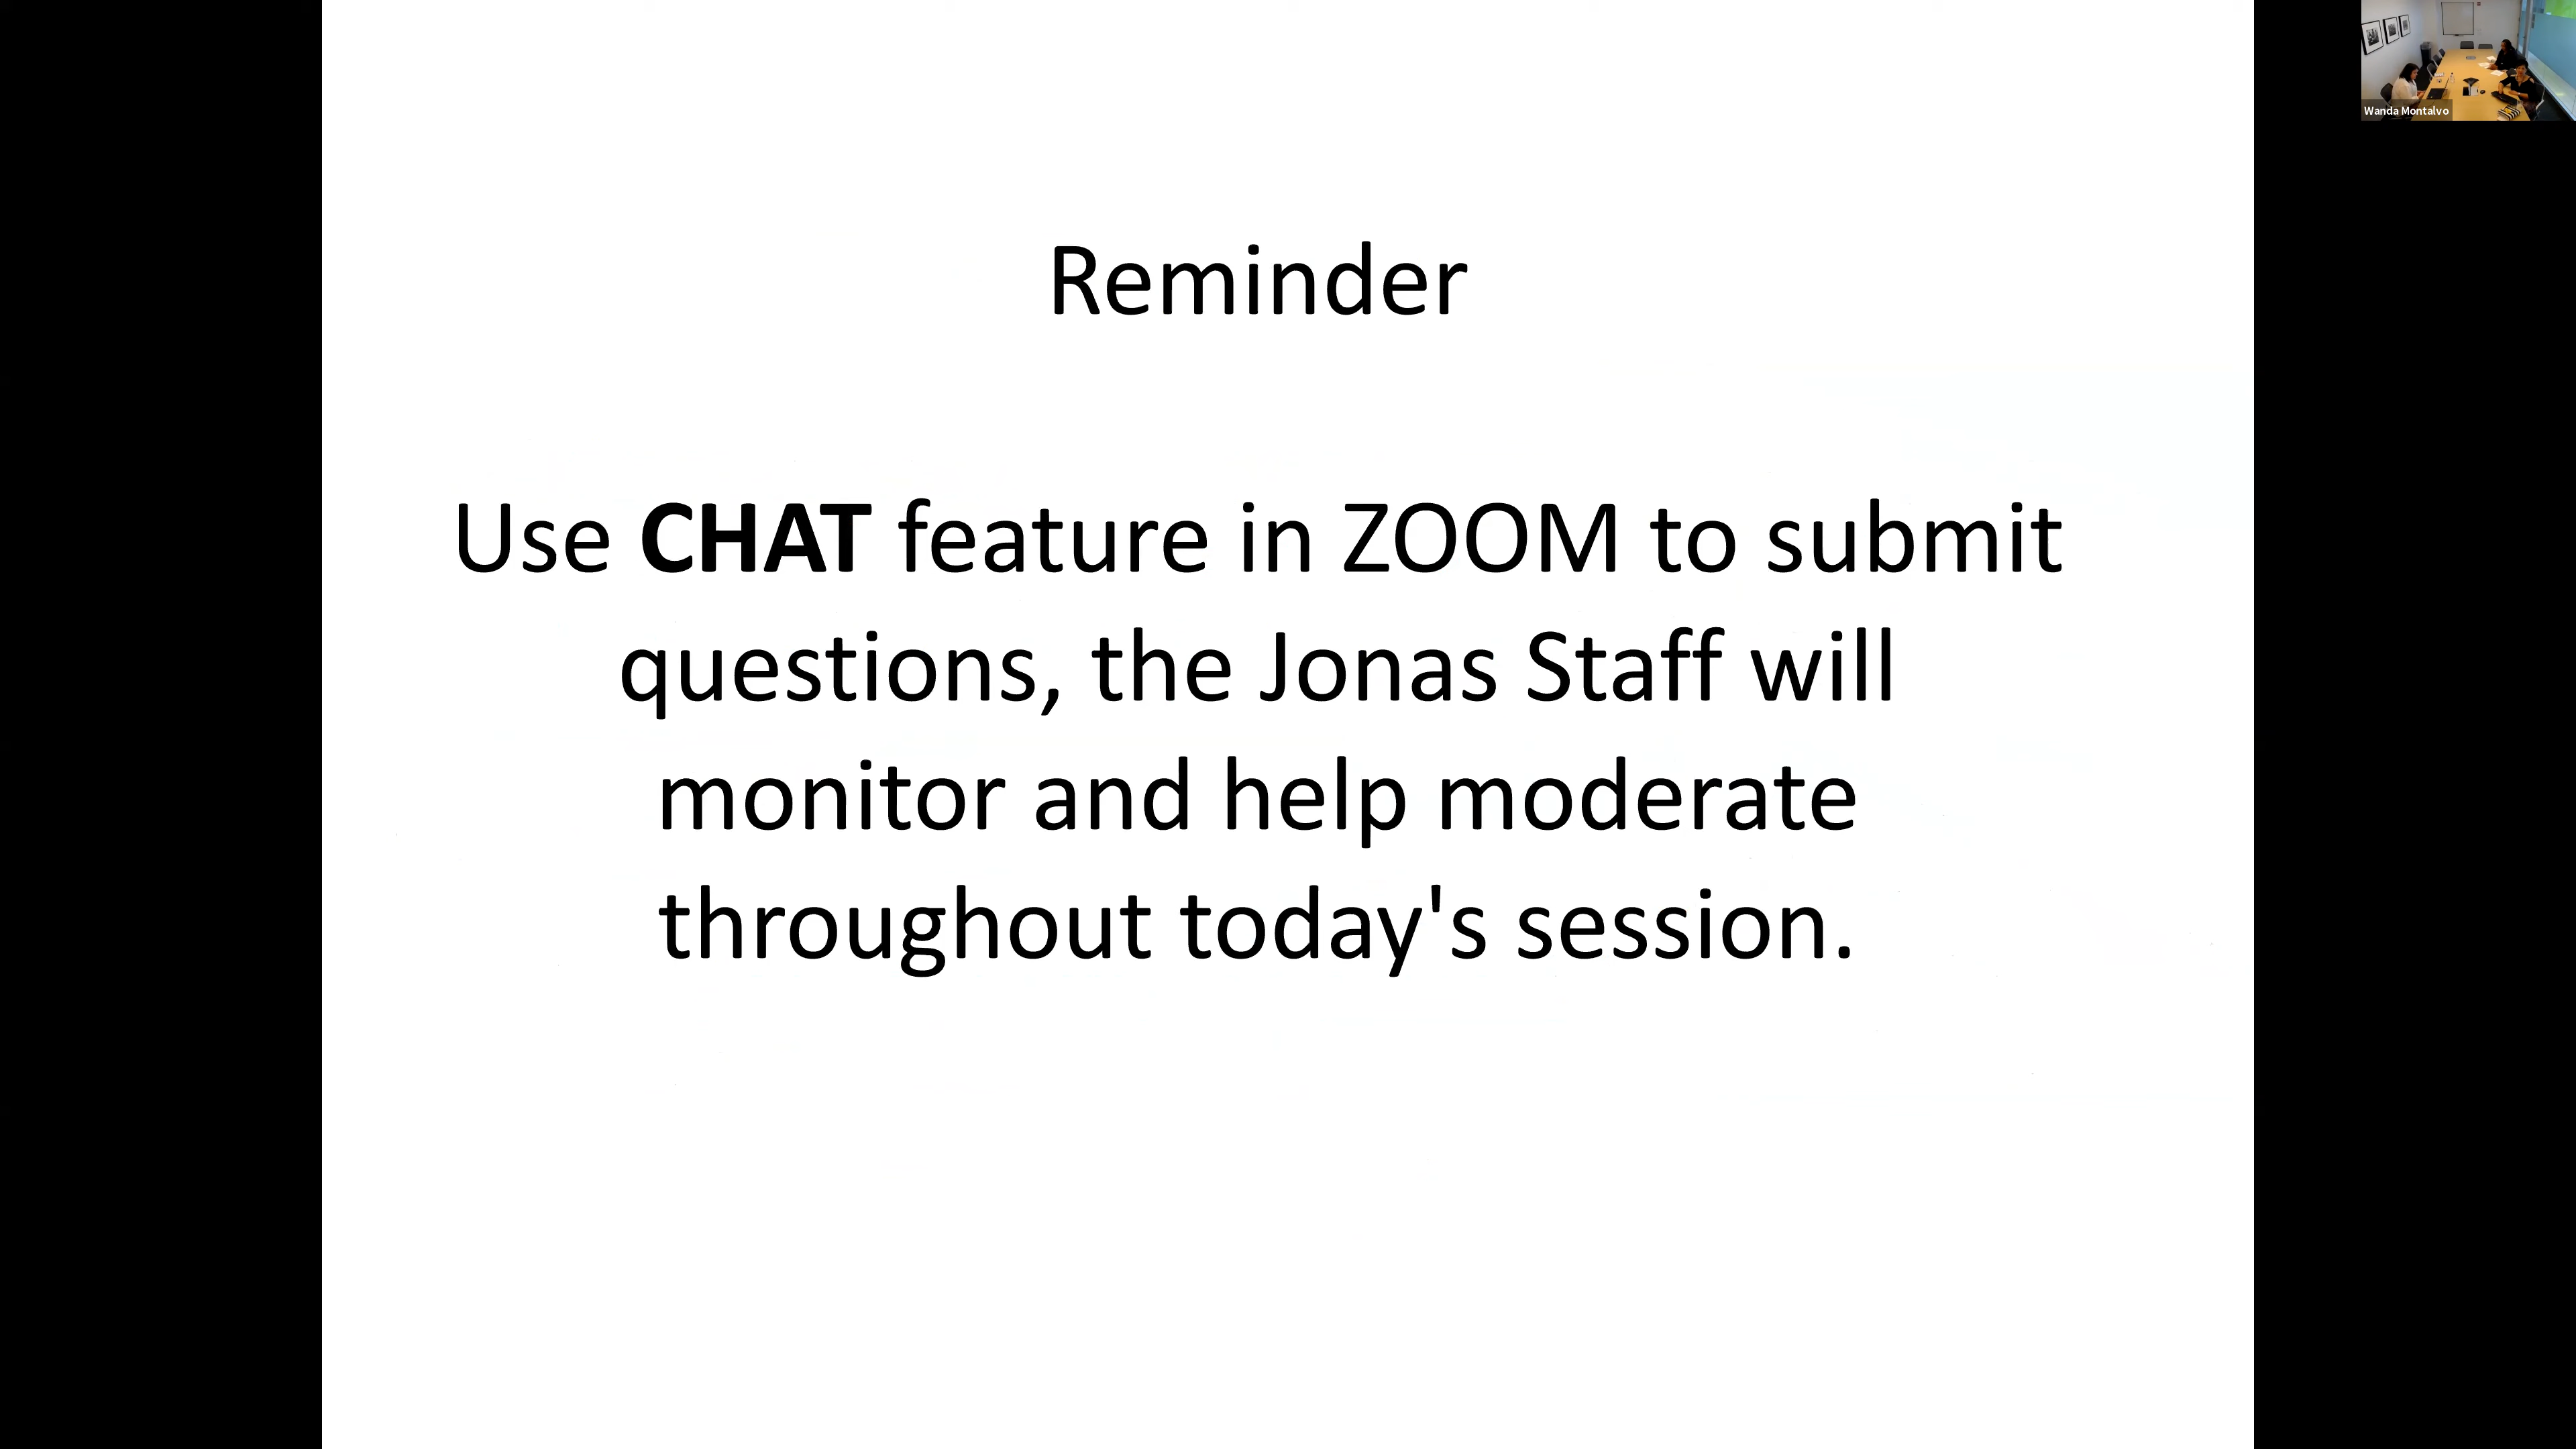 Wanda Montalvo
Reminder
Use CHAT feature in ZOOM to submit
questions, the Jonas Staff will
monitor and help moderate
throughout today's session.